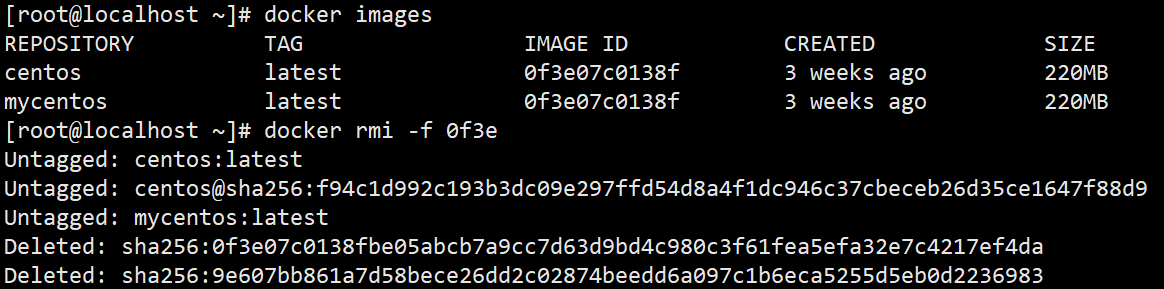 [root@localhost ~]# docker images
REPOSITORY TAG IMAGE ID CREATED SIZE
centos latest 0f3e07c0138f 3 weeks ago 220MB
mycentos latest 0f3e07c0138f 3 weeks ago 220MB
[root@localhost ~]# docker rmi -f 0f3e
Untagged: centos:latest
Untagged: centos@sha256:f94c1d992c193b3dc09e297ffd54d8a4f1dc946c37cbeceb26d35ce1647f88d9
Untagged: mycentos:latest
Deleted: sha256:0f3e07c0138fbe05abcb7a9cc7d63d9bd4c980c3f61fea5efa32e7c4217ef4da
Deleted: sha256:9e607bb861a7d58bece26dd2c02874beedd6a097c1b6eca5255d5eb0d2236983